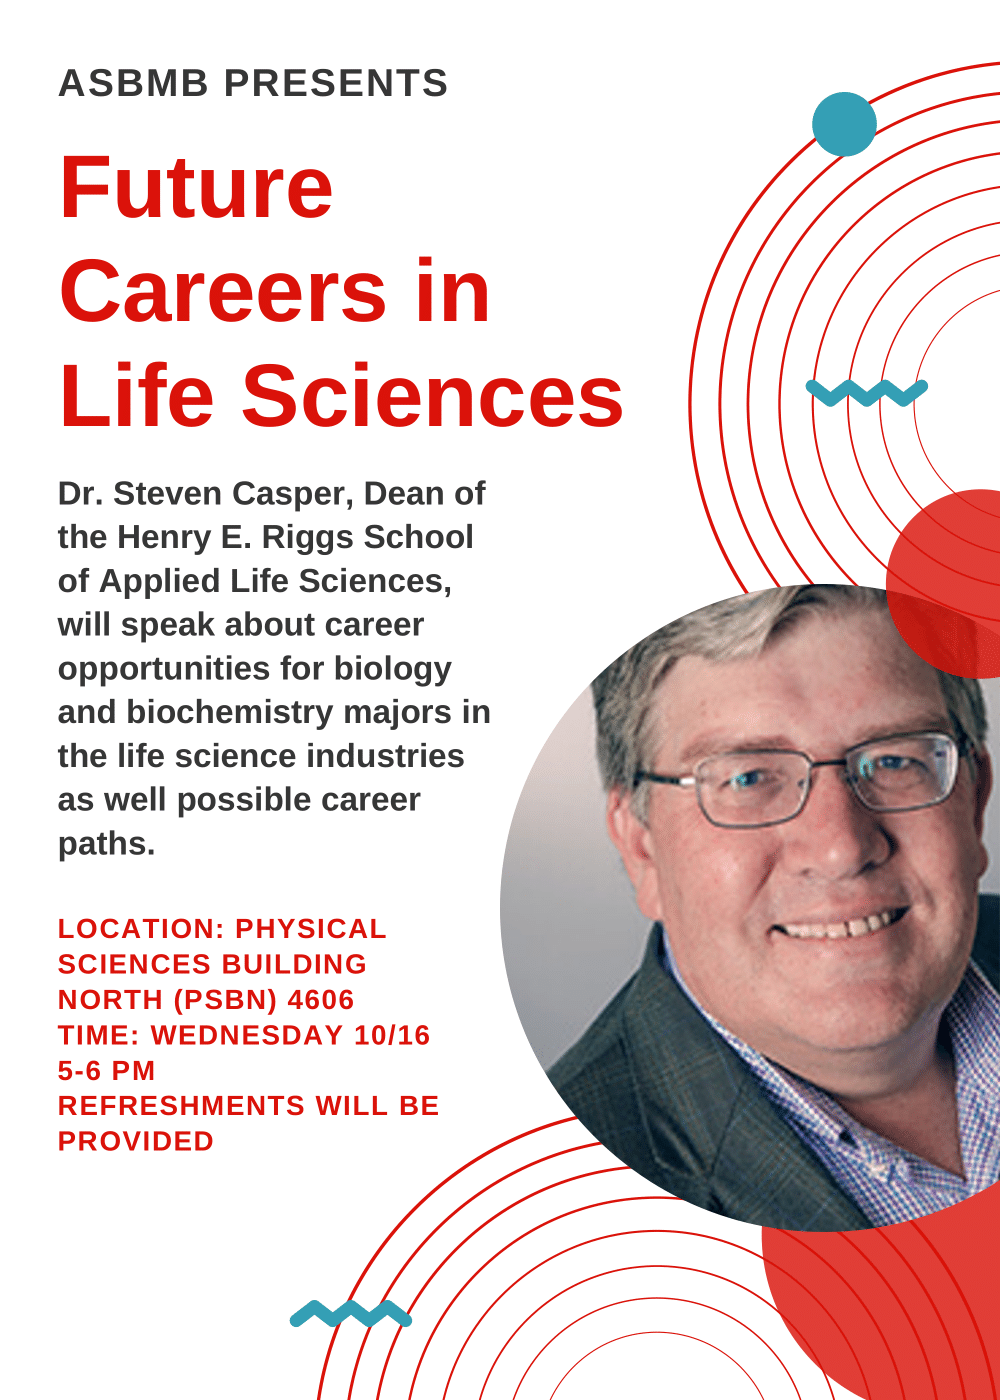 ASBMB PRESENTS
Future
Careers in
Life Sciences
Dr. Steven Casper, Dean of
the Henry E. Riggs School
of Applied Life Sciences,
will speak about career
opportunities for biology
and biochemistry majors in
the life science industries
as well possible career
paths.
LOCATION: PHYSICAL
SCIENCES BUILDING
NORTH (PSBN) 4606
TIME: WEDNESDAY 10/16
5-6 PM
REFRESHMENTS WILL BE
PROVIDED